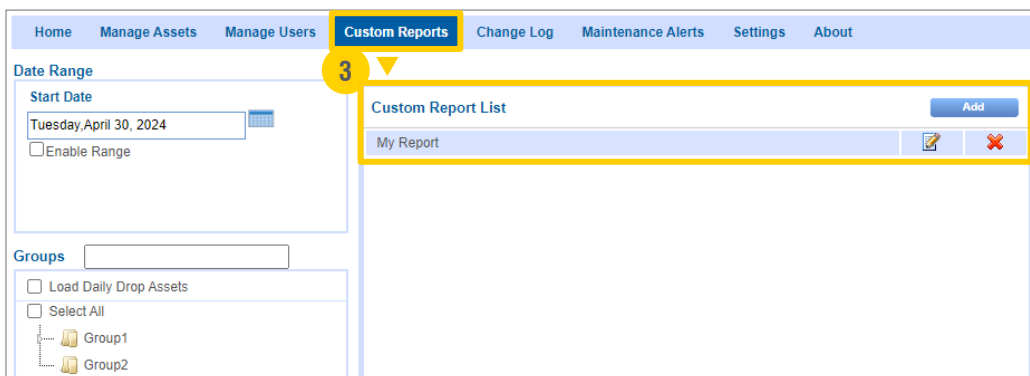 Home Manage Assets Manage Users Custom Reports Change Log Maintenance Alerts Settings About
3
Date Range
Start Date
Tuesday,April 30, 2024
Enable Range
Custom Report List Add
My Report
Groups
Load Daily Drop Assets
Select All
Group1
Group2